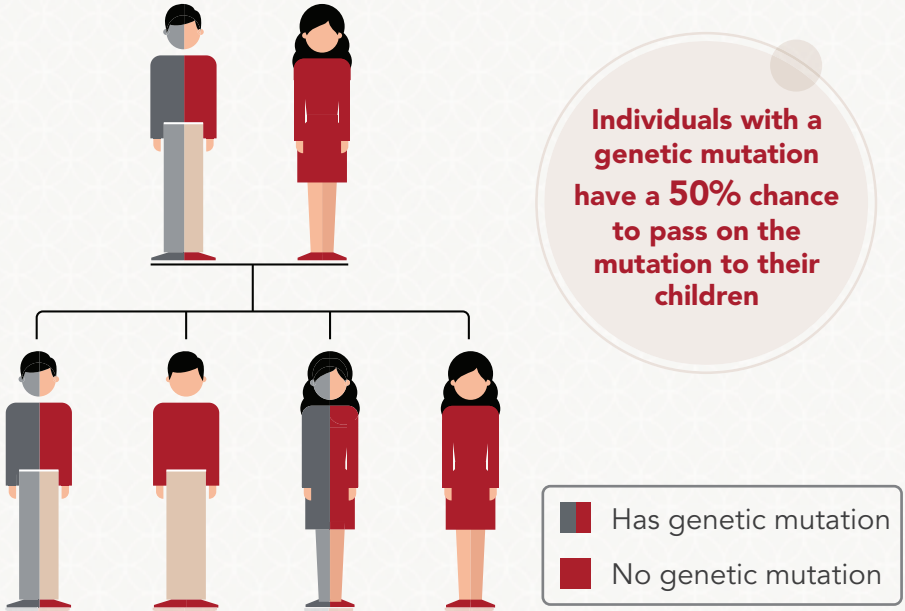 Individuals with a
genetic mutation
have a 50% chance
to pass on the
mutation to their
children
Has genetic mutation
No genetic mutation